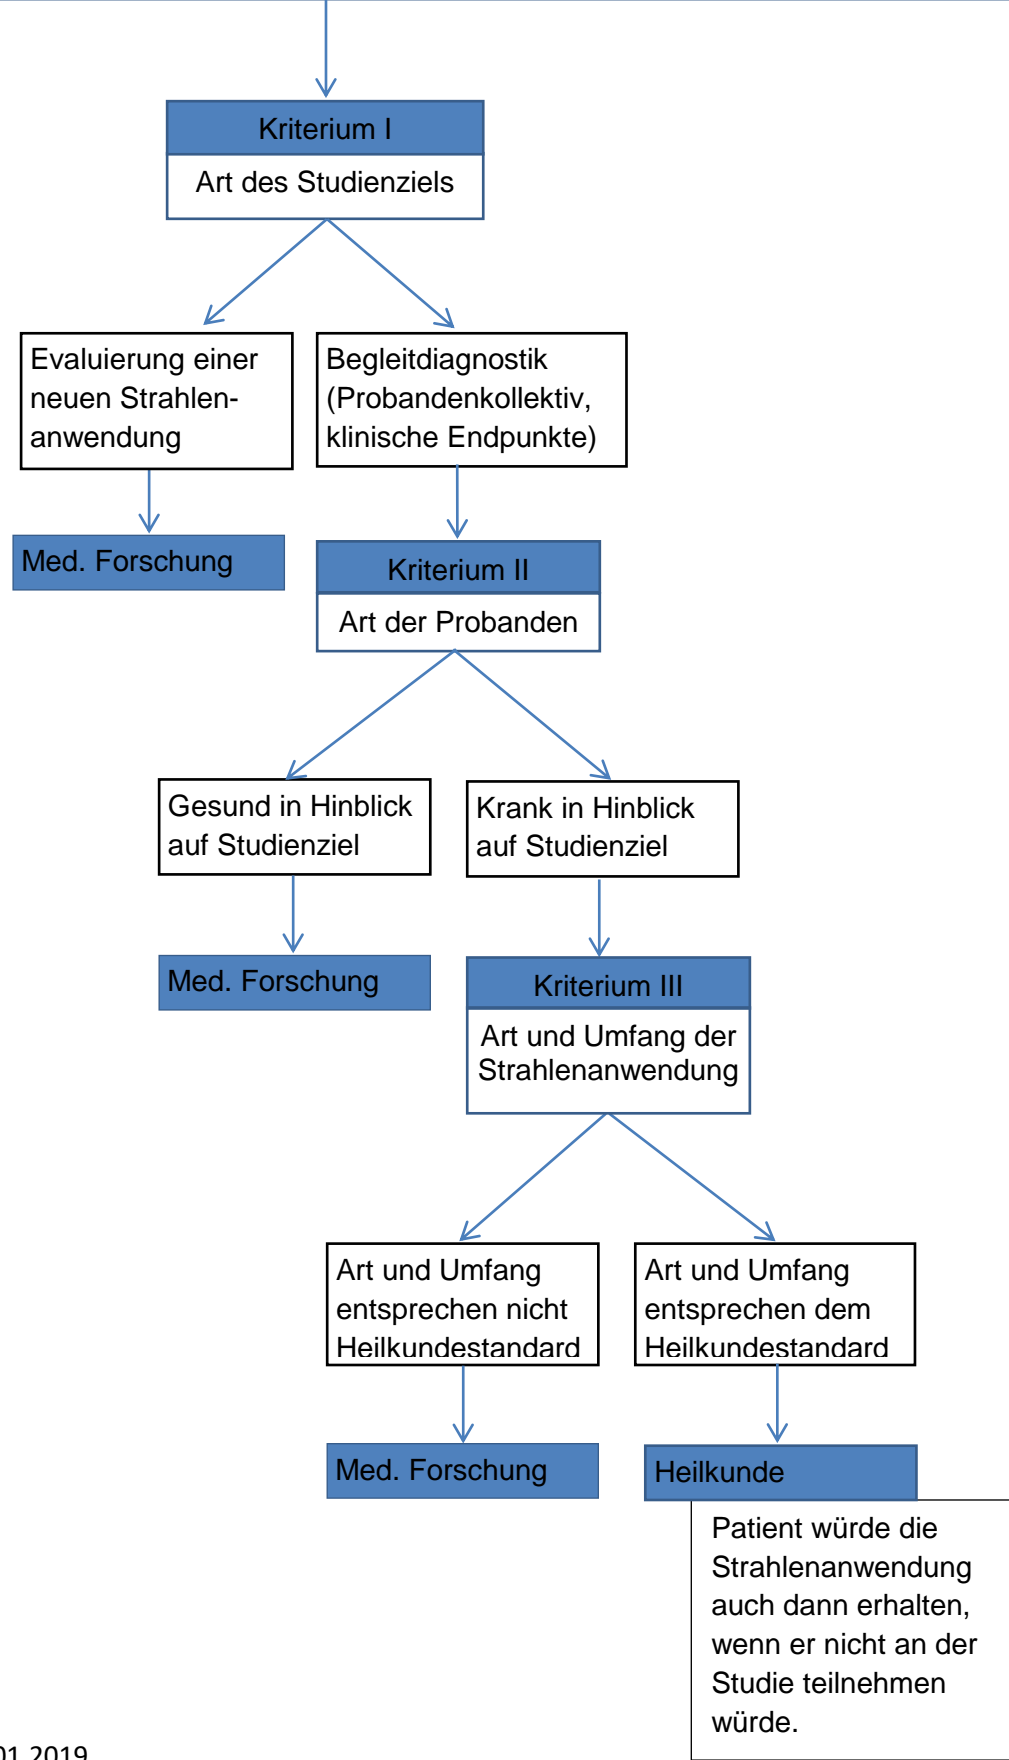 Kriterium I
Art des Studienziels
Evaluierung einer
neuen Strahlen-
anwendung
Begleitdiagnostik
(Probandenkollektiv,
klinische Endpunkte)
Med. Forschung
Kriterium II
Art der Probanden
Gesund in Hinblick
auf Studienziel
Krank in Hinblick
auf Studienziel
Med. Forschung
Kriterium III
Art und Umfang der
Strahlenanwendung
Art und Umfang
entsprechen nicht
Heilkundestandard
Art und Umfang
entsprechen dem
Heilkundestandard
Med. Forschung
Heilkunde
Patient würde die
Strahlenanwendung
auch dann erhalten,
wenn er nicht an der
Studie teilnehmen
würde.
01.2019